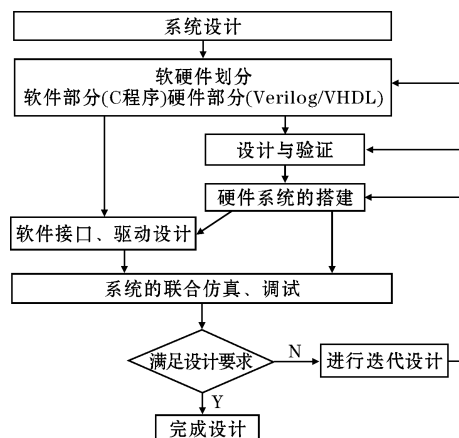 系统设计
软硬件划分
软件部分(C程序)硬件部分(Verilog/VHDL)
设计与验证
硬件系统的搭建
软件接口、驱动设计
系统的联合仿真、调试
满足设计要求
N
进行迭代设计
Y
完成设计